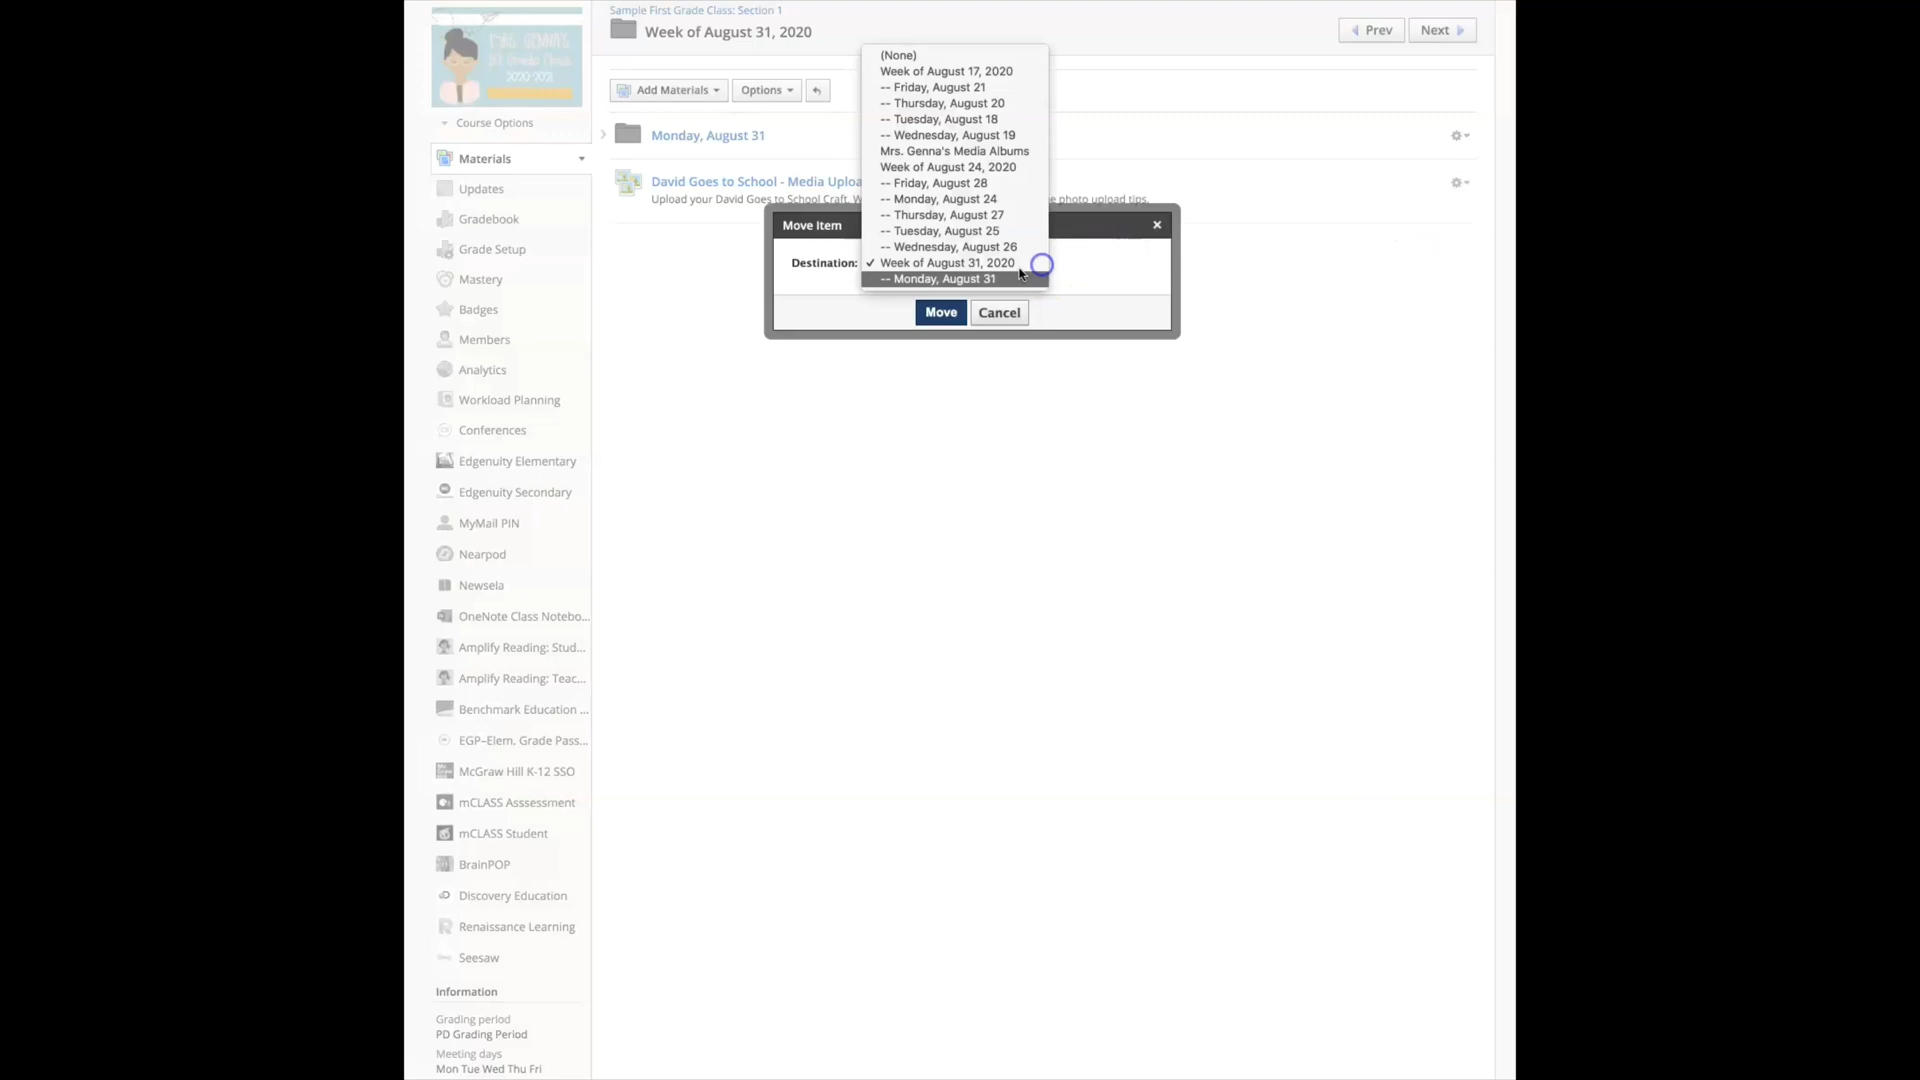 MRS. GENNA'S
1st Grade Class
2020-2021
Course Options
Materials
Updates
Gradebook
Grade Setup
Mastery
Badges
Members
Analytics
Workload Planning
Conferences
Edgenuity Elementary
Edgenuity Secondary
MyMail PIN
Nearpod
Newsela
OneNote Class Notebo...
Amplify Reading: Stud...
Amplify Reading: Teac...
Benchmark Education ...
EGP–Elem. Grade Pass...
McGraw Hill K-12 SSO
mCLASS Asssessment
mCLASS Student
BrainPOP
Discovery Education
Renaissance Learning
Seesaw
Information
Grading period
PD Grading Period
Meeting days
Mon Tue Wed Thu Fri
Sample First Grade Class: Section 1
Week of August 31, 2020
Prev
Next
Add Materials
Options
Monday, August 31
David Goes to School - Media Uploa
Upload your David Goes to School Craft. W
e photo upload tips.
(None)
Week of August 17, 2020
-- Friday, August 21
-- Thursday, August 20
-- Tuesday, August 18
-- Wednesday, August 19
Mrs. Genna's Media Albums
Week of August 24, 2020
-- Friday, August 28
-- Monday, August 24
-- Thursday, August 27
-- Tuesday, August 25
-- Wednesday, August 26
✓ Week of August 31, 2020
-- Monday, August 31
Move Item
×
Destination:
Move
Cancel